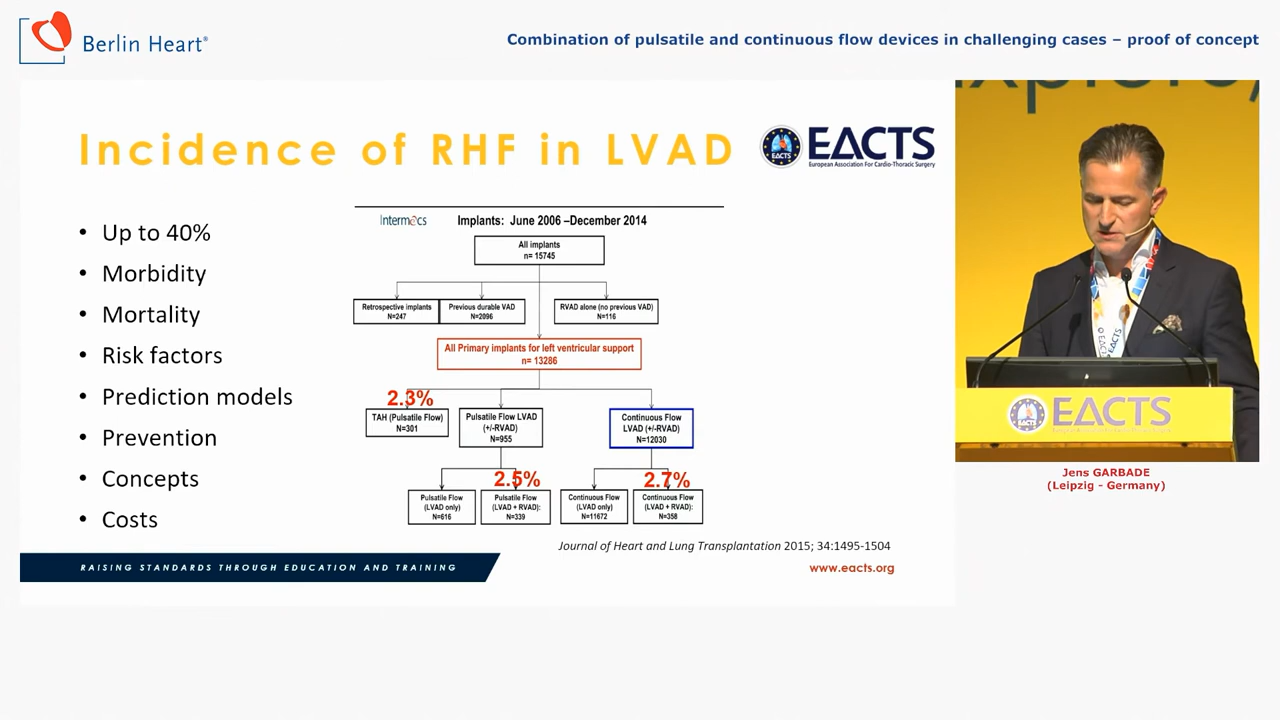 Berlin Heart®
Combination of pulsatile and continuous flow devices in challenging cases – proof of concept
Incidence of RHF in LVAD
EACTS
EACTS
European Association For Cardio-Thoracic Surgery
• Up to 40%
• Morbidity
• Mortality
• Risk factors
• Prediction models
• Prevention
• Concepts
• Costs
Intermacs
Implants: June 2006 –December 2014
All implants
n= 15745
Retrospective implants
N=247
Previous durable VAD
N=2096
RVAD alone (no previous VAD)
N=116
All Primary implants for left ventricular support
n= 13286
2.3%
TAH (Pulsatile Flow)
N=301
Pulsatile Flow LVAD
(+/-RVAD)
N=955
Continuous Flow
LVAD (+/-RVAD)
N=12030
2.5%
2.7%
Pulsatile Flow
(LVAD only)
N=616
Pulsatile Flow
(LVAD + RVAD):
N=339
Continuous Flow
(LVAD only)
N=11672
Continuous Flow
(LVAD + RVAD):
N=358
Journal of Heart and Lung Transplantation 2015; 34:1495-1504
RAISING STANDARDS THROUGH EDUCATION AND TRAINING
www.eacts.org
EACTS
EACTS
Jens GARBADE
(Leipzig - Germany)